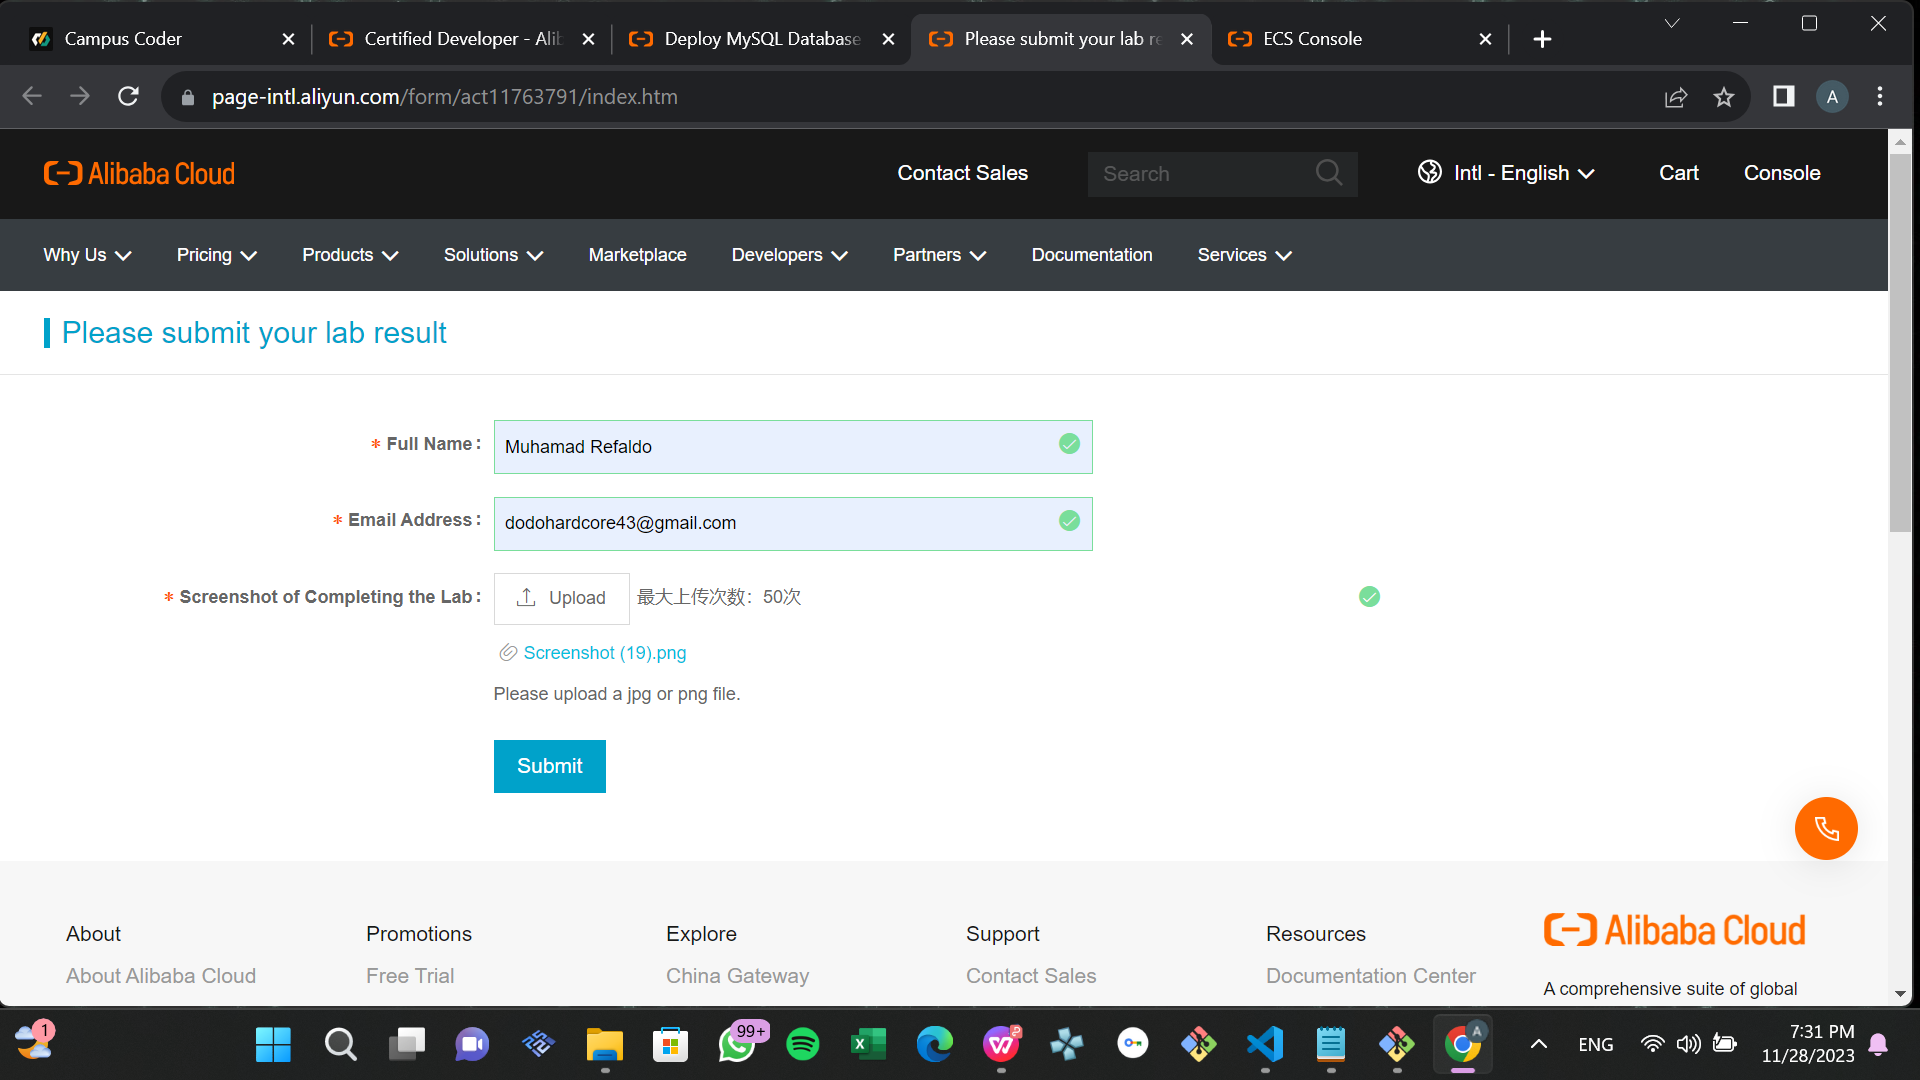 Campus Coder
Certified Developer - Alib
Deploy MySQL Database
Please submit your lab re
ECS Console
page-intl.aliyun.com/form/act11763791/index.htm
A
Alibaba Cloud
Contact Sales
Search
Intl - English
Cart
Console
Why Us
Pricing
Products
Solutions
Marketplace
Developers
Partners
Documentation
Services
Please submit your lab result
* Full Name:
Muhamad Refaldo
* Email Address:
dodohardcore43@gmail.com
* Screenshot of Completing the Lab:
Upload
最大上传次数：50次
Screenshot (19).png
Please upload a jpg or png file.
Submit
About
Promotions
Explore
Support
Resources
Alibaba Cloud
About Alibaba Cloud
Free Trial
China Gateway
Contact Sales
Documentation Center
A comprehensive suite of global
1
99+
A
ENG
7:31 PM
11/28/2023